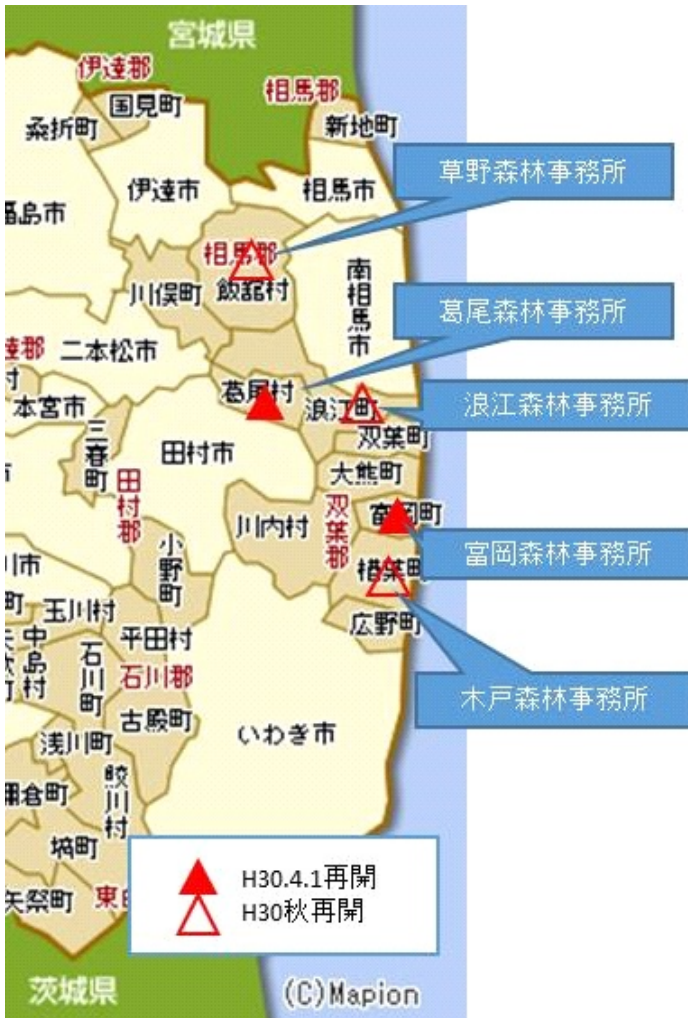 宮城県
伊達郡
相馬郡
国見町
桑折町
新地町
草野森林事務所
伊達市
相馬市
福島市
相馬郡
飯舘村
川俣町
南相馬市
葛尾森林事務所
二本松市
葛尾村
浪江町
浪江森林事務所
本宮市
三春町
双葉町
田村市
大熊町
田村郡
川内村
双葉郡
富岡町
富岡森林事務所
小野町
楢葉町
川市
玉川村
平田村
広野町
中島村
石川町
石川郡
木戸森林事務所
古殿町
いわき市
浅川町
鮫川村
棚倉町
塙町
矢祭町
東白
H30.4.1再開
H30秋再開
茨城県
(C)Mapion